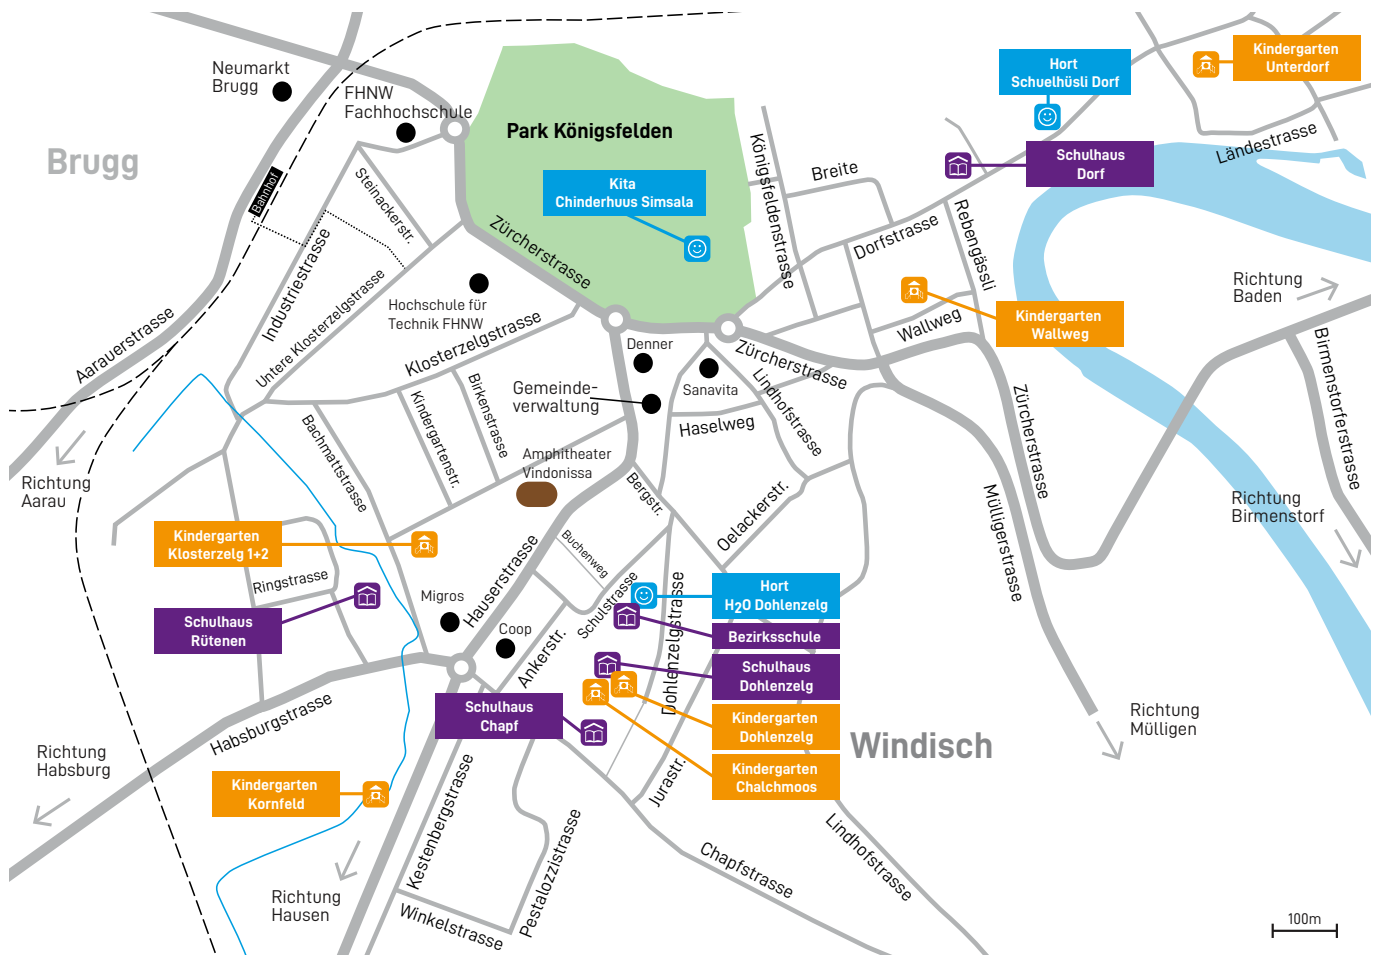 Neumarkt
Brugg
FHNW
Fachhochschule
Brugg
Bahnhof
Park Königsfelden
Kita
Chinderhuus Simsala
Hort
Schuelhüsli Dorf
Kindergarten
Unterdorf
Schulhaus
Dorf
Ländestrasse
Königsfeldenstrasse
Breite
Dorfstrasse
Rebengässli
Steinackerstr.
Zürcherstrasse
Industriestrasse
Untere Klosterzelgstrasse
Hochschule für
Technik FHNW
Klosterzelgstrasse
Aarauerstrasse
Richtung
Baden
Kindergarten
Wallweg
Wallweg
Denner
Sanavita
Zürcherstrasse
Lindhofstrasse
Haselweg
Gemeinde-
verwaltung
Birkenstrasse
Kindergartenstr.
Bachmattstrasse
Amphitheater
Vindonissa
Bergstr.
Oelackerstr.
Zürcherstrasse
Mülligerstrasse
Birmenstorferstrasse
Richtung
Aarau
Richtung
Birmenstorf
Kindergarten
Klosterzelg 1+2
Ringstrasse
Schulhaus
Rütenen
Migros
Coop
Hauserstrasse
Buchenweg
Schulstrasse
Ankerstr.
Dohlenzelgstrasse
Hort
H2O Dohlenzelg
Bezirksschule
Schulhaus
Dohlenzelg
Kindergarten
Dohlenzelg
Kindergarten
Chalchmoos
Schulhaus
Chapf
Habsburgstrasse
Windisch
Richtung
Mülligen
Richtung
Habsburg
Kindergarten
Kornfeld
Jurastr.
Kestenbergstrasse
Pestalozzistrasse
Chapfstrasse
Lindhofstrasse
Richtung
Hausen
Winkelstrasse
100m